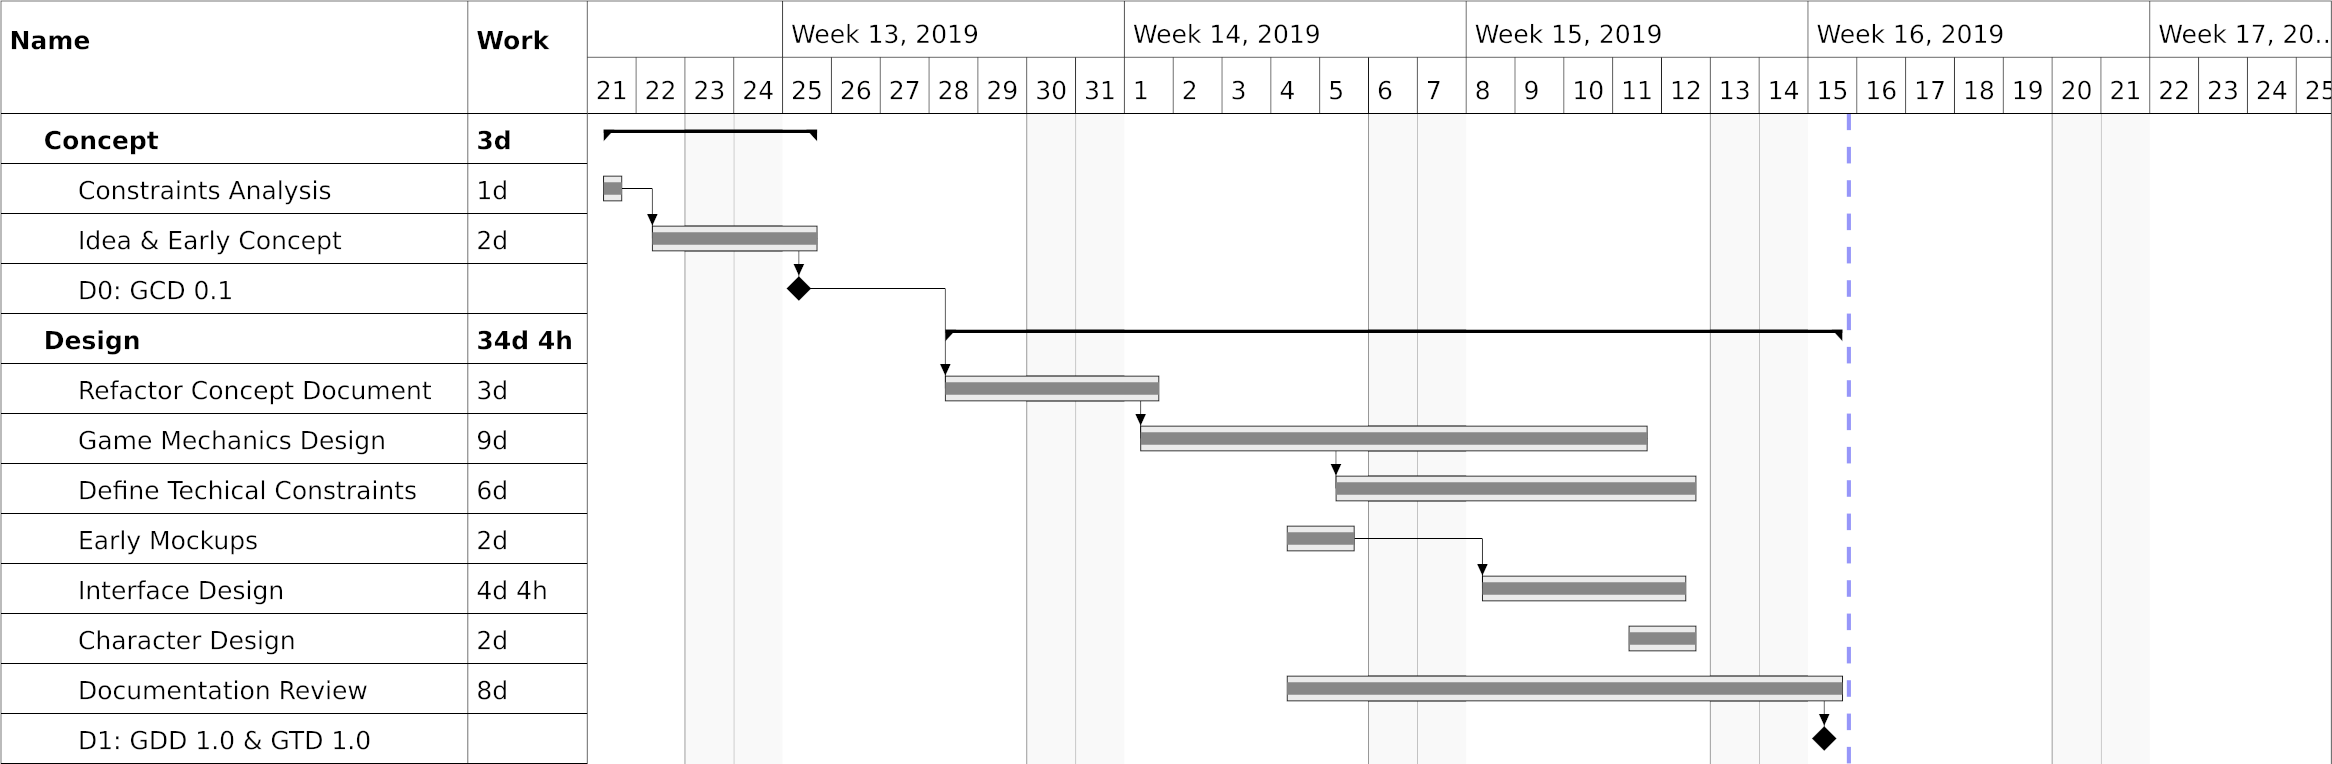 Name Work Week 13, 2019 Week 14, 2019 Week 15, 2019 Week 16, 2019 Week 17, 20..
21 22 23 24 25 26 27 28 29 30 31 1 2 3 4 5 6 7 8 9 10 11 12 13 14 15 16 17 18 19 20 21 22 23 24 25
Concept 3d
Constraints Analysis 1d
Idea & Early Concept 2d
D0: GCD 0.1
Design 34d 4h
Refactor Concept Document 3d
Game Mechanics Design 9d
Define Techical Constraints 6d
Early Mockups 2d
Interface Design 4d 4h
Character Design 2d
Documentation Review 8d
D1: GDD 1.0 & GTD 1.0